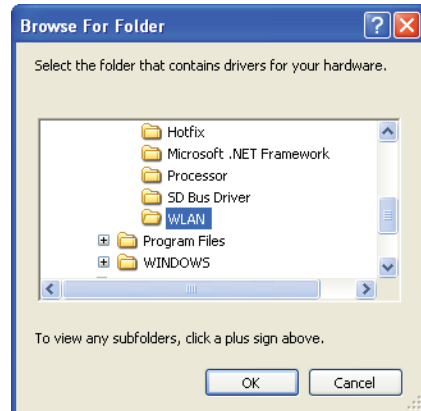 Browse For Folder
Select the folder that contains drivers for your hardware.
Hotfix
Microsoft .NET Framework
Processor
SD Bus Driver
WLAN
Program Files
WINDOWS
To view any subfolders, click a plus sign above.
OK Cancel